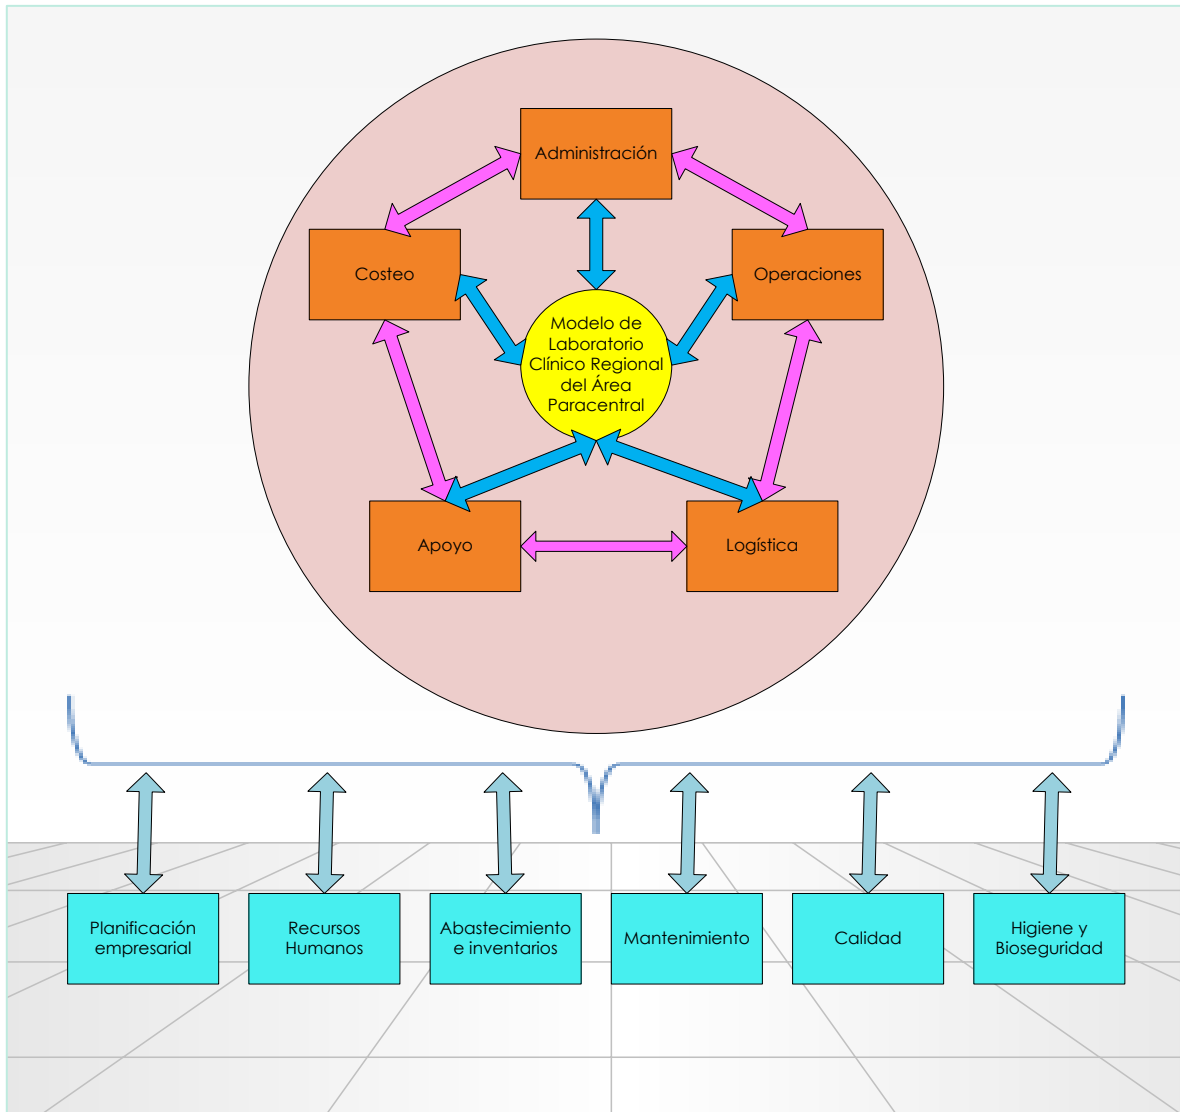 Administración
Costeo
Operaciones
Modelo de
Laboratorio
Clínico Regional
del Área
Paracentral
Apoyo
Logística
Planificación
empresarial
Recursos
Humanos
Abastecimiento
e inventarios
Mantenimiento
Calidad
Higiene y
Bioseguridad